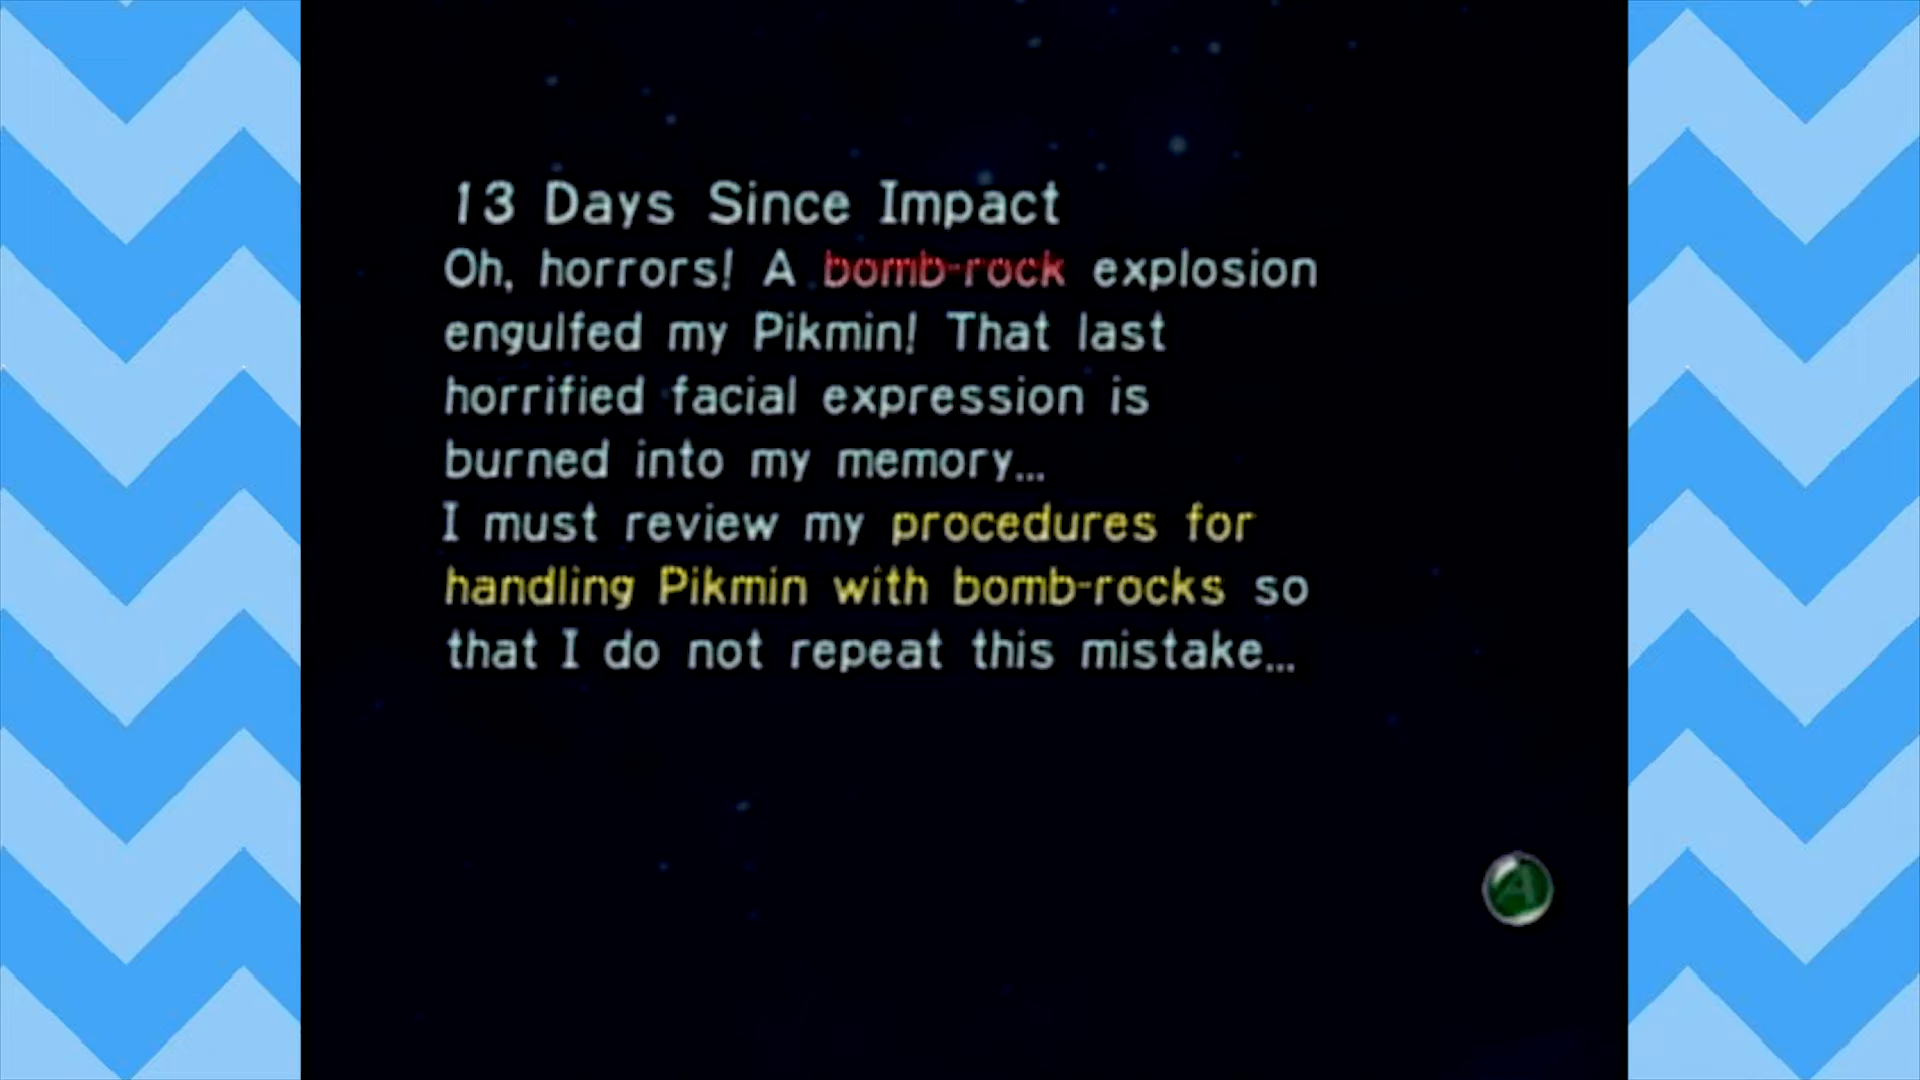 13 Days Since Impact
Oh, horrors! A bomb-rock explosion
engulfed my Pikmin! That last
horrified facial expression is
burned into my memory...
I must review my procedures for
handling Pikmin with bomb-rocks so
that I do not repeat this mistake...
A